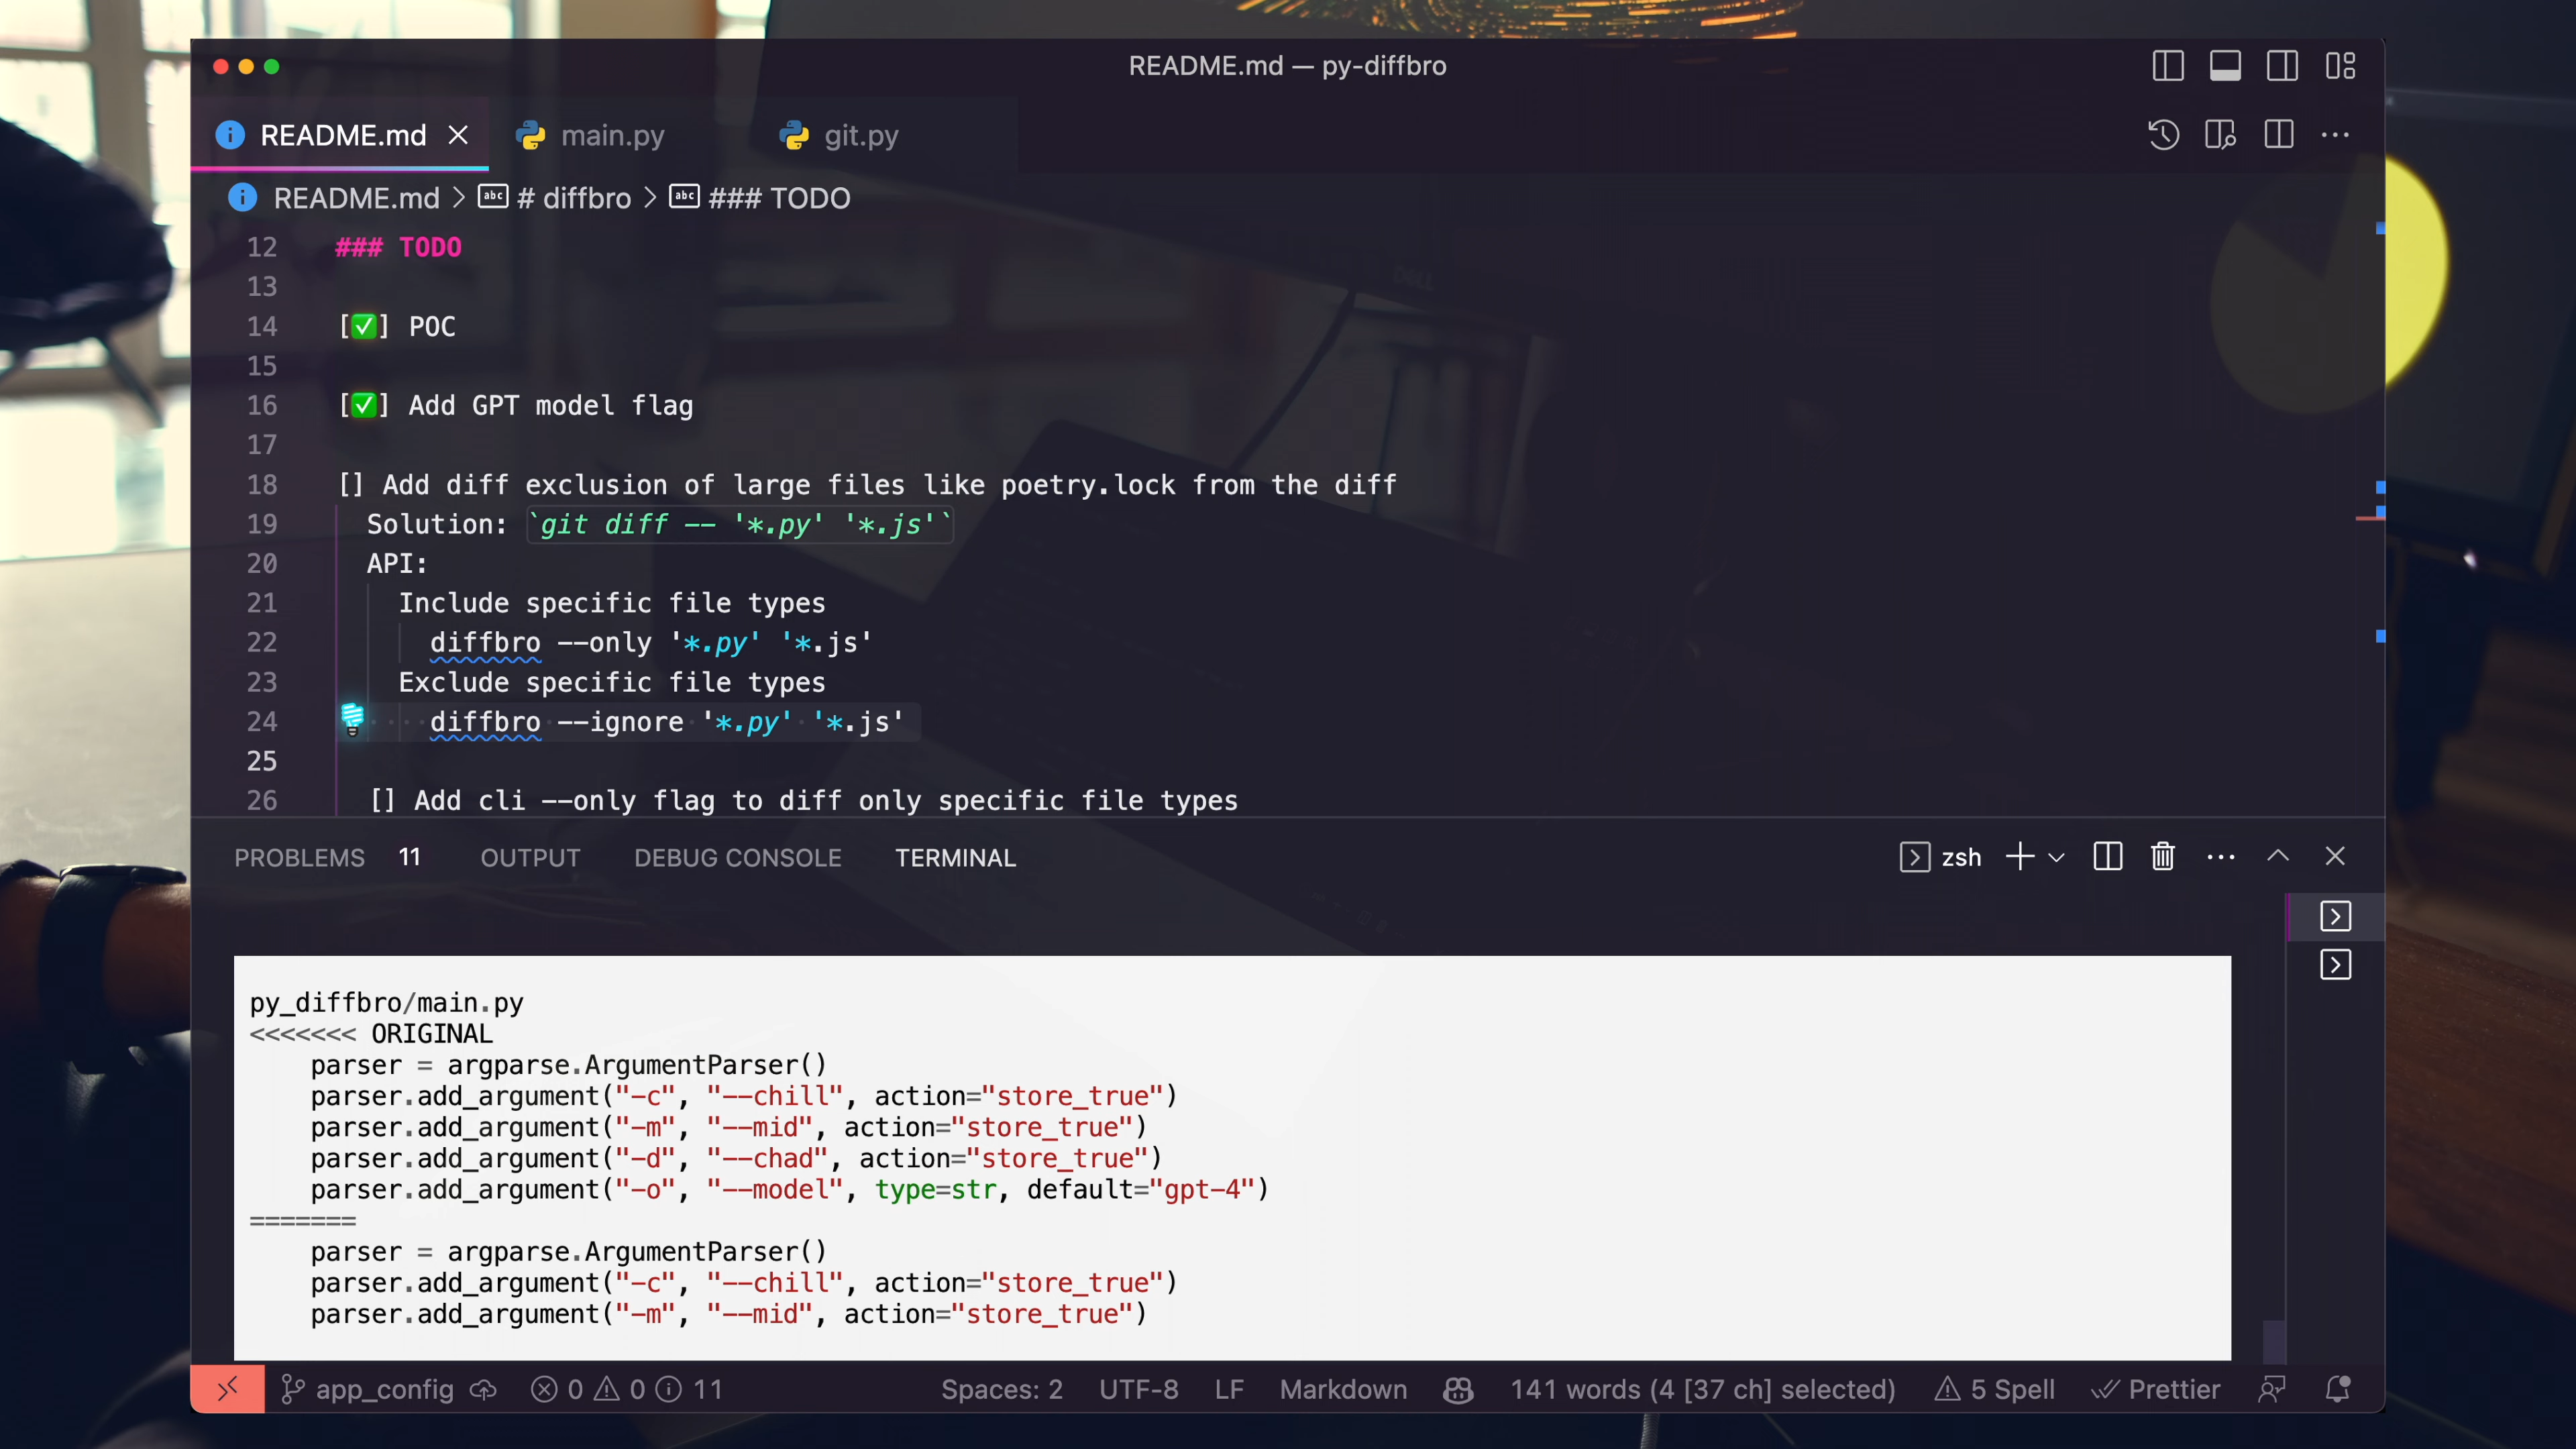 README.md — py-diffbro
README.md
main.py
git.py
README.md > abc # diffbro > abc ### TODO
12 ### TODO
13
14 [✅] POC
15
16 [✅] Add GPT model flag
17
18 [] Add diff exclusion of large files like poetry.lock from the diff
19 Solution: `git diff -- '*.py' '*.js'`
20 API:
21 Include specific file types
22 diffbro --only '*.py' '*.js'
23 Exclude specific file types
24 diffbro --ignore '*.py' '*.js'
25
26 [] Add cli --only flag to diff only specific file types
PROBLEMS 11 OUTPUT DEBUG CONSOLE TERMINAL zsh
py_diffbro/main.py
<<<<<<< ORIGINAL
parser = argparse.ArgumentParser()
parser.add_argument("-c", "--chill", action="store_true")
parser.add_argument("-m", "--mid", action="store_true")
parser.add_argument("-d", "--chad", action="store_true")
parser.add_argument("-o", "--model", type=str, default="gpt-4")
=======
parser = argparse.ArgumentParser()
parser.add_argument("-c", "--chill", action="store_true")
parser.add_argument("-m", "--mid", action="store_true")
app_config 0 0 11 Spaces: 2 UTF-8 LF Markdown 141 words (4 [37 ch] selected) 5 Spell Prettier